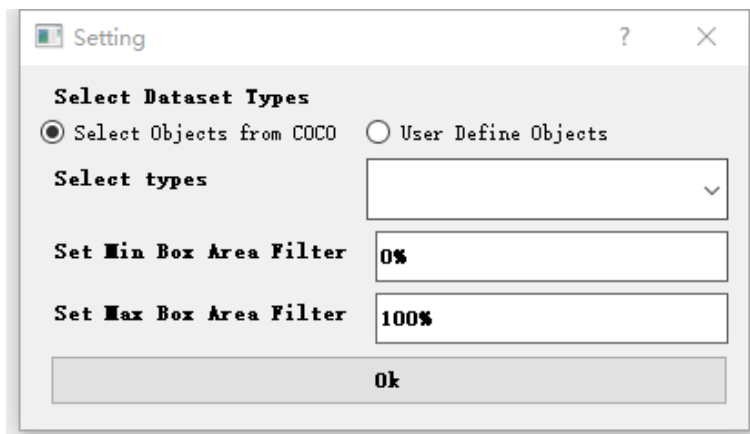 Setting
Select Dataset Types
Select Objects from COCO User Define Objects
Select types
Set Min Box Area Filter 0%
Set Max Box Area Filter 100%
Ok